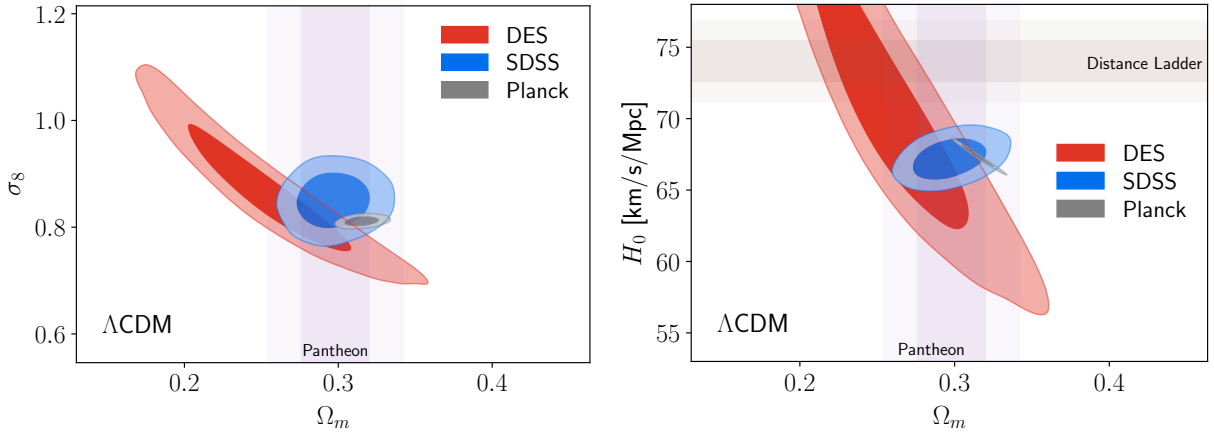 1.2
1.0
0.8
0.6
σ₈
DES
SDSS
Planck
ΛCDM
Pantheon
0.2
0.3
0.4
Ωₘ
75
70
65
60
55
H₀ [km/s/Mpc]
Distance Ladder
DES
SDSS
Planck
ΛCDM
Pantheon
0.2
0.3
0.4
Ωₘ